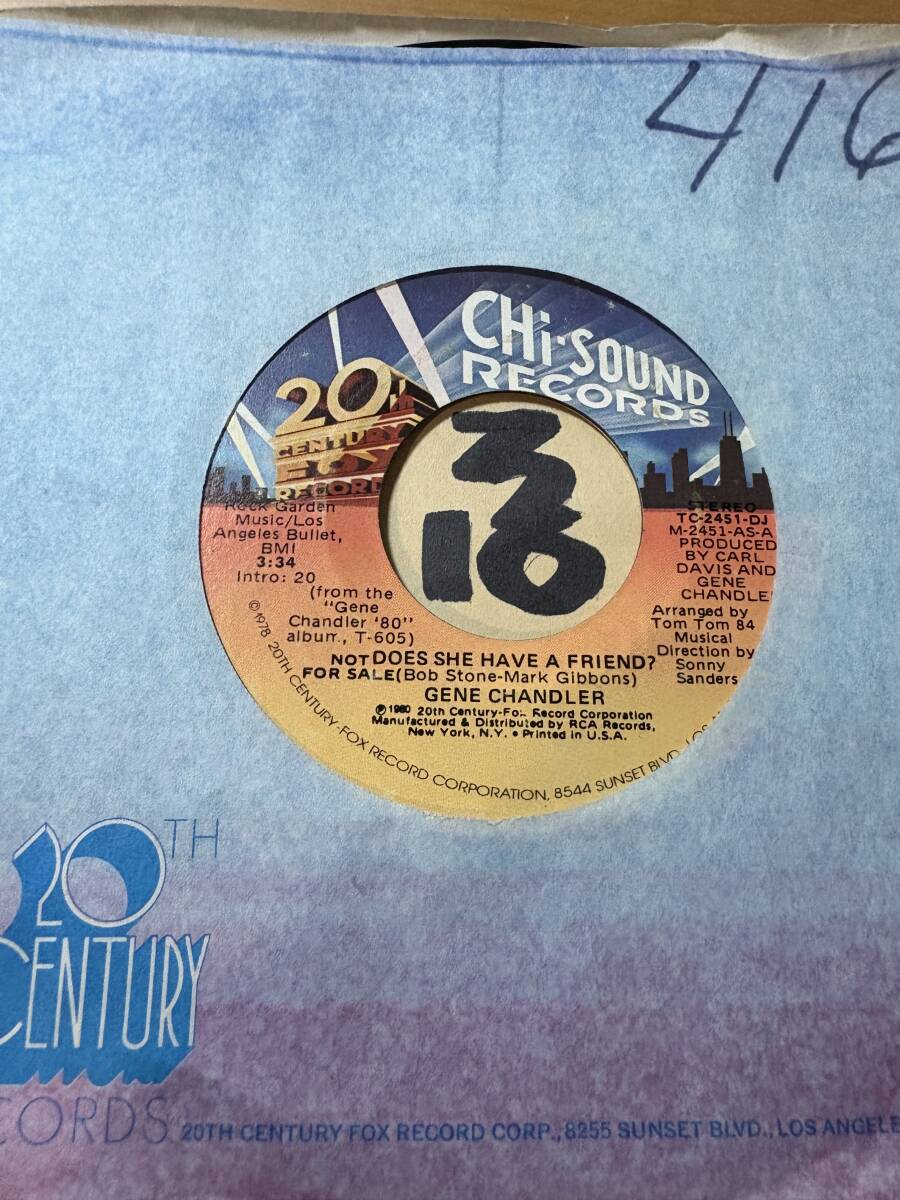 416
CHi-SOUND
RECORDS
20th
CENTURY
FOX
RECORD
Rock Garden
Music/Los
Angeles Bullet,
BMI
3:34
Intro: 20
(from the
"Gene
Chandler '80"
album, T-605)
STEREO
TC-2451-DJ
M-2451-AS-A
PRODUCED
BY CARL
DAVIS AND
GENE
CHANDLE
Arranged by
Tom Tom 84
Musical
Direction by
Sonny
Sanders
10
NOT DOES SHE HAVE A FRIEND?
FOR SALE (Bob Stone-Mark Gibbons)
GENE CHANDLER
℗ 1980 20th Century-Fox Record Corporation
Manufactured & Distributed by RCA Records,
New York, N.Y. • Printed in U.S.A.
© 1978 20TH CENTURY-FOX RECORD CORPORATION, 8544 SUNSET BLVD., LOS
20TH
CENTURY
CORDS
20TH CENTURY FOX RECORD CORP., 8255 SUNSET BLVD., LOS ANGELE